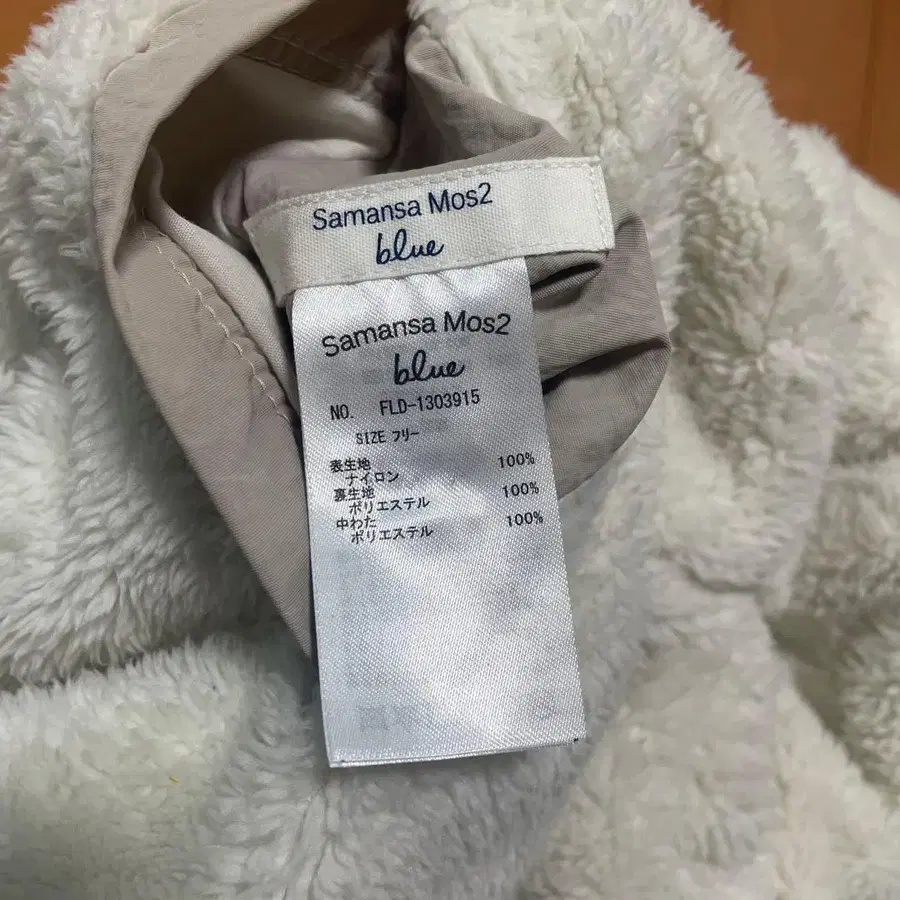 Samansa Mos2
blue
Samansa Mos2
blue
NO. FLD-1303915
SIZE フリー
表生地
ナイロン 100%
裏生地
ポリエステル 100%
中わた
ポリエステル 100%